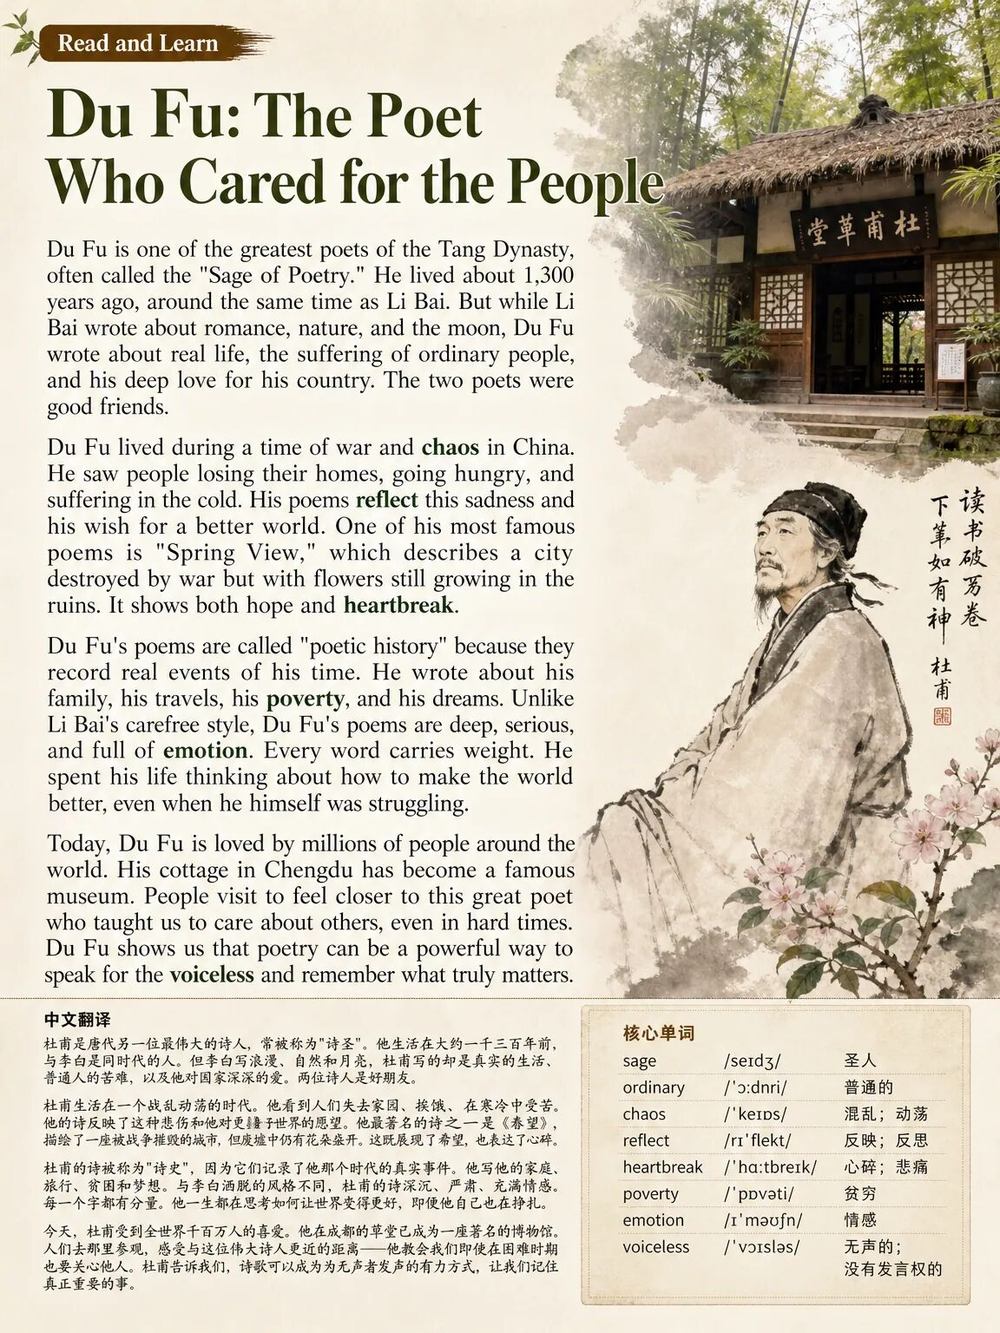 Read and Learn
Du Fu: The Poet
Who Cared for the People
Du Fu is one of the greatest poets of the Tang Dynasty,
often called the "Sage of Poetry." He lived about 1,300
years ago, around the same time as Li Bai. But while Li
Bai wrote about romance, nature, and the moon, Du Fu
wrote about real life, the suffering of ordinary people,
and his deep love for his country. The two poets were
good friends.
Du Fu lived during a time of war and chaos in China.
He saw people losing their homes, going hungry, and
suffering in the cold. His poems reflect this sadness and
his wish for a better world. One of his most famous
poems is "Spring View," which describes a city
destroyed by war but with flowers still growing in the
ruins. It shows both hope and heartbreak.
Du Fu's poems are called "poetic history" because they
record real events of his time. He wrote about his
family, his travels, his poverty, and his dreams. Unlike
Li Bai's carefree style, Du Fu's poems are deep, serious,
and full of emotion. Every word carries weight. He
spent his life thinking about how to make the world
better, even when he himself was struggling.
Today, Du Fu is loved by millions of people around the
world. His cottage in Chengdu has become a famous
museum. People visit to feel closer to this great poet
who taught us to care about others, even in hard times.
Du Fu shows us that poetry can be a powerful way to
speak for the voiceless and remember what truly matters.
堂草甫杜
读书破万卷
下笔如有神
杜甫
中文翻译
杜甫是唐代另一位最伟大的诗人，常被称为"诗圣"。他生活在大约一千三百年前，
与李白是同时代的人。但李白写浪漫、自然和月亮，杜甫写的却是真实的生活、
普通人的苦难，以及他对国家深深的爱。两位诗人是好朋友。
杜甫生活在一个战乱动荡的时代。他看到人们失去家园、挨饿、在寒冷中受苦。
他的诗反映了这种悲伤和他对更世界的愿望。他最著名的诗之一是《春望》，
描绘了一座被战争摧毁的城市，但废墟中仍有花朵盛开。这既展现了希望，也表达了心碎。
杜甫的诗被称为"诗史"，因为它们记录了他那个时代的真实事件。他写他的家庭、
旅行、贫困和梦想。与李白洒脱的风格不同，杜甫的诗深沉、严肃、充满情感。
每一个字都有分量。他一生都在思考如何让世界变得更好，即便他自己也在挣扎。
今天，杜甫受到全世界千百万人的喜爱。他在成都的草堂已成为一座著名的博物馆。
人们去那里参观，感受与这位伟大诗人更近的距离——他教会我们即使在困难时期
也要关心他人。杜甫告诉我们，诗歌可以成为为无声者发声的有力方式，让我们记住
真正重要的事。
核心单词
sage /seɪdʒ/ 圣人
ordinary /ˈɔːdnri/ 普通的
chaos /ˈkeɪɒs/ 混乱；动荡
reflect /rɪˈflekt/ 反映；反思
heartbreak /ˈhɑːtbreɪk/ 心碎；悲痛
poverty /ˈpɒvəti/ 贫穷
emotion /ɪˈməʊʃn/ 情感
voiceless /ˈvɔɪsləs/ 无声的；
没有发言权的